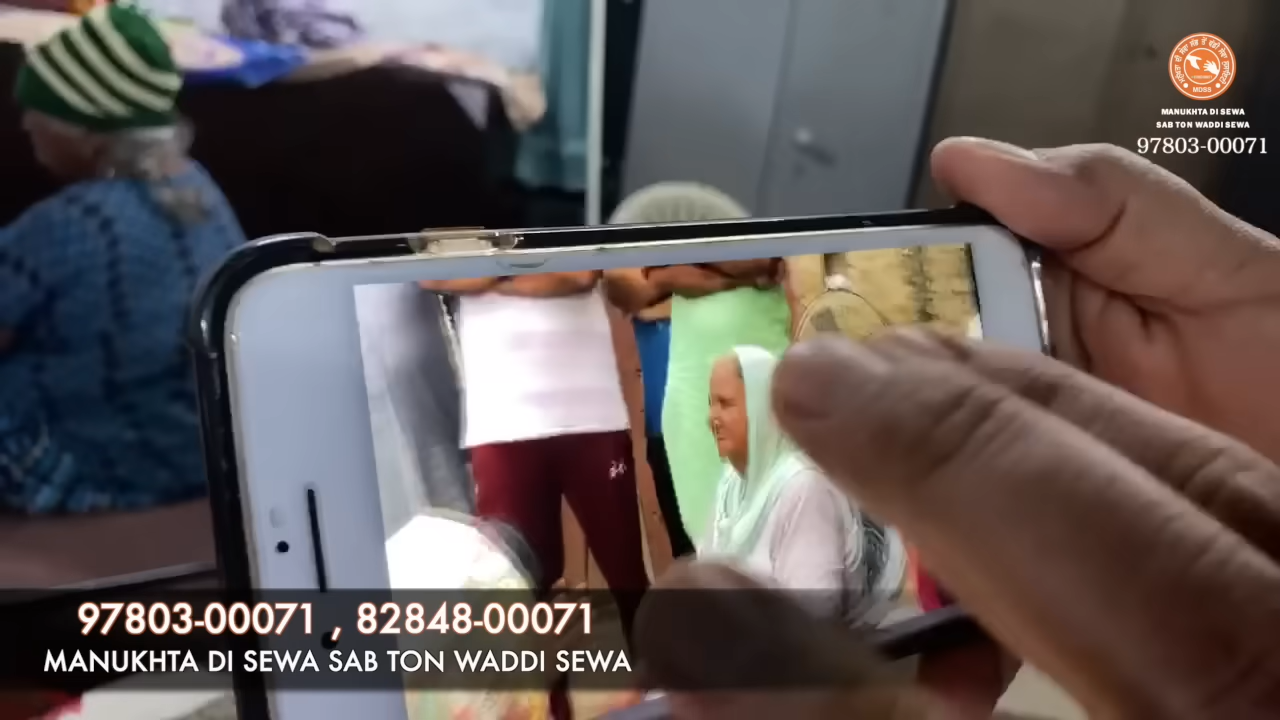 MDSS
MANUKHTA DI SEWA
SAB TON WADDI SEWA
97803-00071
97803-00071 , 82848-00071
MANUKHTA DI SEWA SAB TON WADDI SEWA